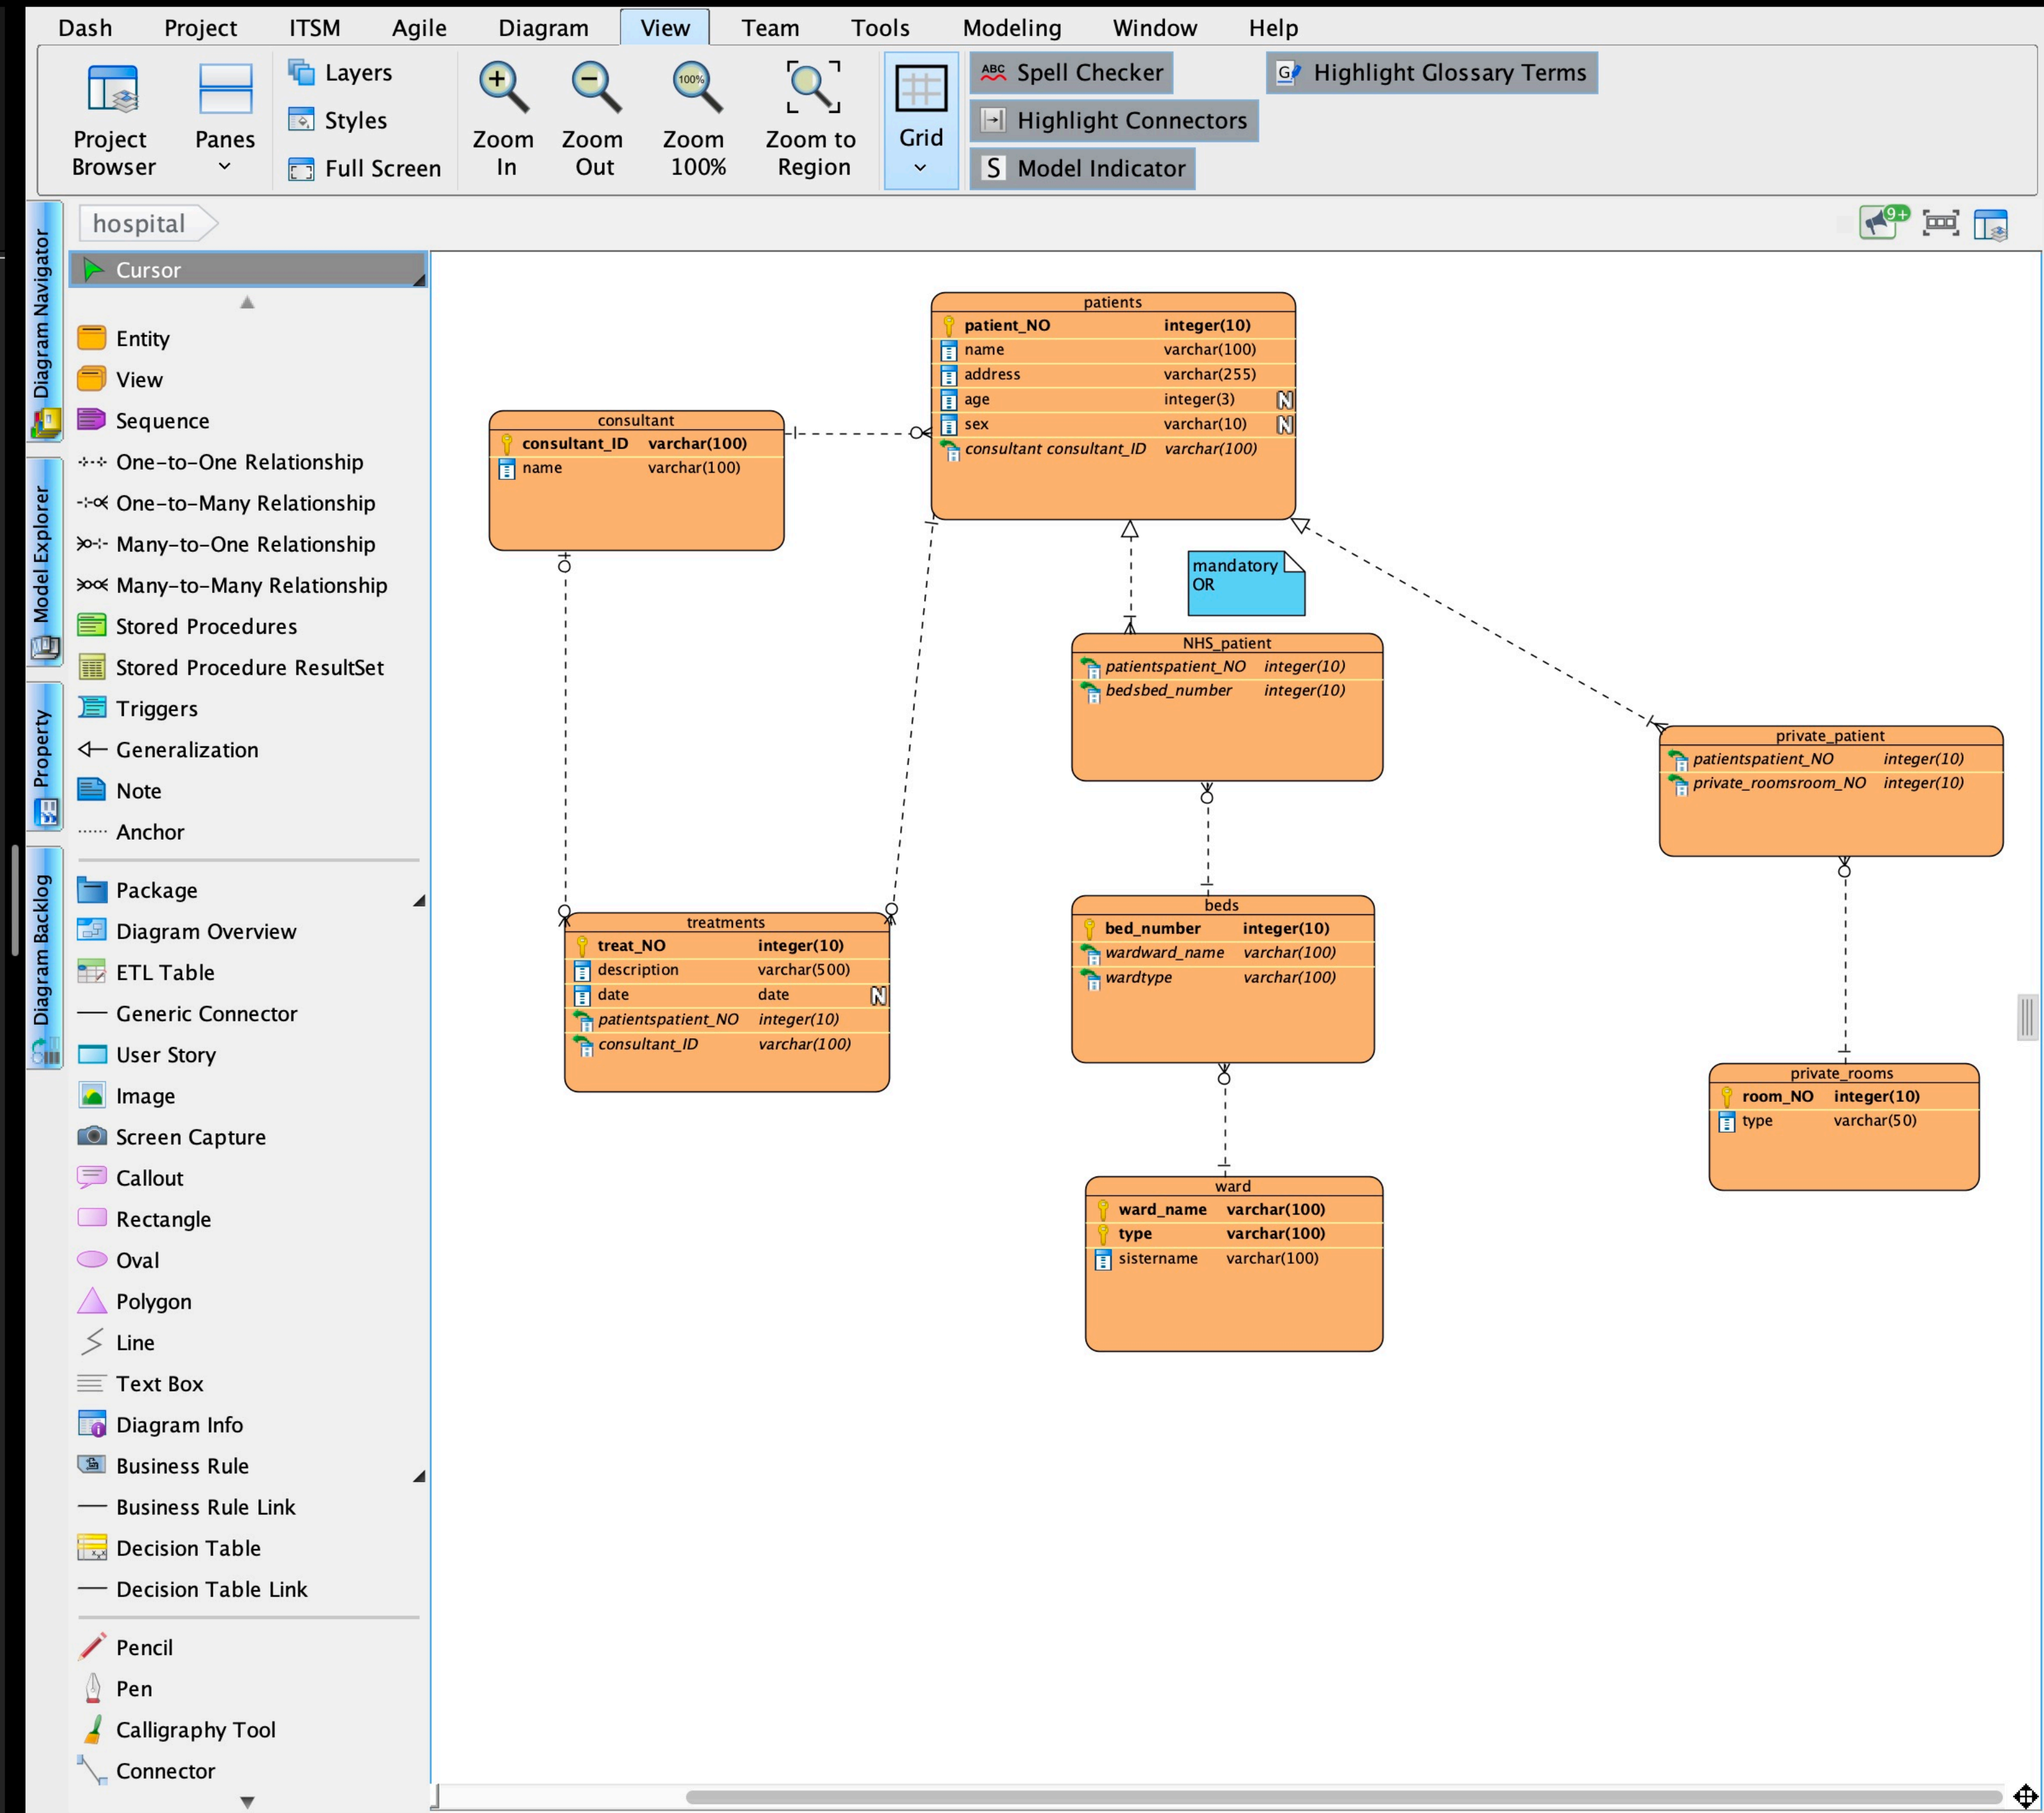 Dash Project ITSM Agile Diagram View Team Tools Modeling Window Help
Project Browser
Panes
Layers
Styles
Full Screen
Zoom In
Zoom Out
100%
Zoom 100%
Zoom to Region
Grid
ABC Spell Checker
Highlight Connectors
S Model Indicator
G Highlight Glossary Terms
hospital
9+
Diagram Navigator
Model Explorer
Property
Diagram Backlog
Cursor
Entity
View
Sequence
One-to-One Relationship
One-to-Many Relationship
Many-to-One Relationship
Many-to-Many Relationship
Stored Procedures
Stored Procedure ResultSet
Triggers
Generalization
Note
Anchor
Package
Diagram Overview
ETL Table
Generic Connector
User Story
Image
Screen Capture
Callout
Rectangle
Oval
Polygon
Line
Text Box
Diagram Info
Business Rule
Business Rule Link
Decision Table
Decision Table Link
Pencil
Pen
Calligraphy Tool
Connector
patients
patient_NO integer(10)
name varchar(100)
address varchar(255)
age integer(3) N
sex varchar(10) N
consultant consultant_ID varchar(100)
consultant
consultant_ID varchar(100)
name varchar(100)
mandatory
OR
NHS_patient
patientspatient_NO integer(10)
bedsbed_number integer(10)
private_patient
patientspatient_NO integer(10)
private_roomsroom_NO integer(10)
treatments
treat_NO integer(10)
description varchar(500)
date date N
patientspatient_NO integer(10)
consultant_ID varchar(100)
beds
bed_number integer(10)
wardward_name varchar(100)
wardtype varchar(100)
private_rooms
room_NO integer(10)
type varchar(50)
ward
ward_name varchar(100)
type varchar(100)
sistername varchar(100)